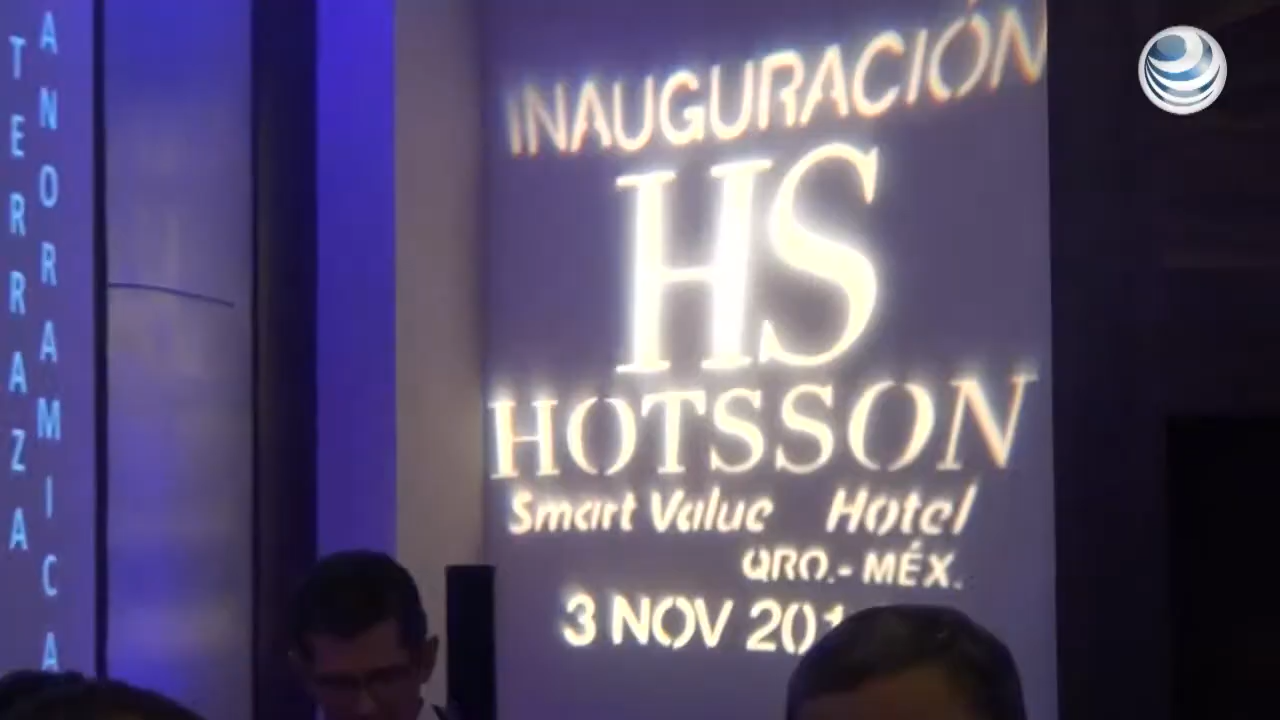 TERRAZA
ANORAMICA
INAUGURACIÓN
HS
HOTSSON
Smart Value Hotel
QRO.- MÉX.
3 NOV 201